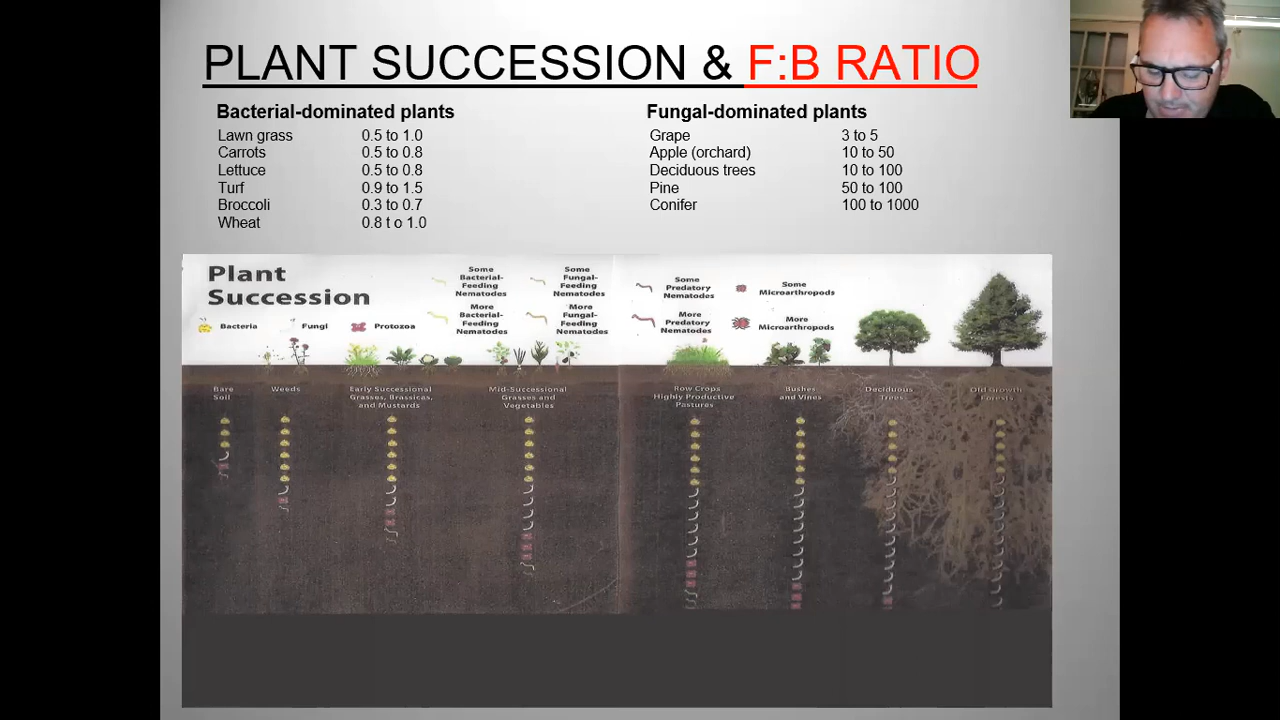 PLANT SUCCESSION & F:B RATIO
Bacterial-dominated plants
Lawn grass 0.5 to 1.0
Carrots 0.5 to 0.8
Lettuce 0.5 to 0.8
Turf 0.9 to 1.5
Broccoli 0.3 to 0.7
Wheat 0.8 t o 1.0
Fungal-dominated plants
Grape 3 to 5
Apple (orchard) 10 to 50
Deciduous trees 10 to 100
Pine 50 to 100
Conifer 100 to 1000
Plant
Succession
Bacteria
Fungi
Protozoa
Some
Bacterial-
Feeding
Nematodes
More
Bacterial-
Feeding
Nematodes
Some
Fungal-
Feeding
Nematodes
More
Fungal-
Feeding
Nematodes
Some
Predatory
Nematodes
More
Predatory
Nematodes
Some
Microarthropods
More
Microarthropods
Bare
Soil
Weeds
Early Successional
Grasses, Brassicas,
and Mustards
Mid-Successional
Grasses and
Vegetables
Row Crops
Highly Productive
Pastures
Bushes
and Vines
Deciduous
Trees
Old Growth
Forests